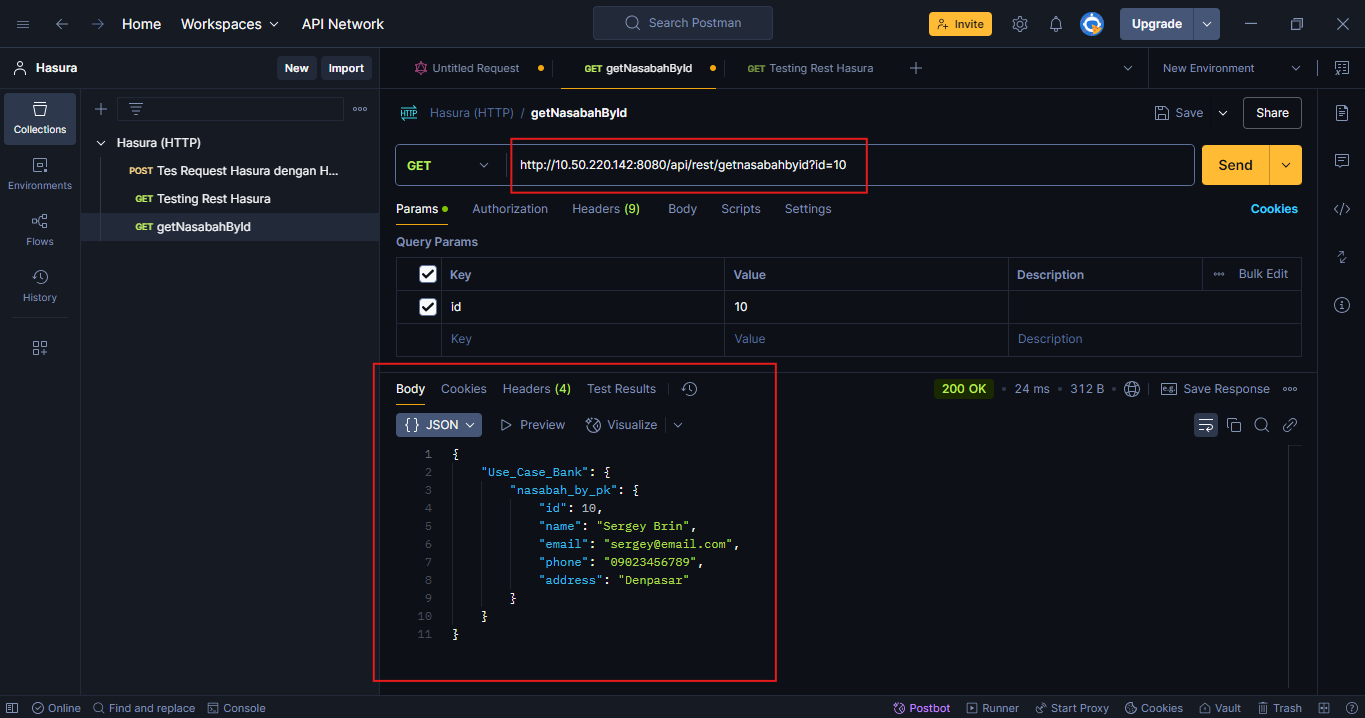 Home Workspaces API Network Search Postman Invite Upgrade
Hasura New Import Untitled Request GET getNasabahById GET Testing Rest Hasura New Environment
Collections
Environments
Flows
History
Hasura (HTTP)
POST Tes Request Hasura dengan H...
GET Testing Rest Hasura
GET getNasabahById
HTTP Hasura (HTTP) / getNasabahById Save Share
GET http://10.50.220.142:8080/api/rest/getnasabahbyid?id=10 Send
Params Authorization Headers (9) Body Scripts Settings Cookies
Query Params
Key Value Description Bulk Edit
id 10
Key Value Description
Body Cookies Headers (4) Test Results 200 OK 24 ms 312 B e.g. Save Response
{} JSON Preview Visualize
1 {
2 "Use_Case_Bank": {
3 "nasabah_by_pk": {
4 "id": 10,
5 "name": "Sergey Brin",
6 "email": "sergey@email.com",
7 "phone": "09023456789",
8 "address": "Denpasar"
9 }
10 }
11 }
Online Find and replace Console Postbot Runner Start Proxy Cookies Vault Trash